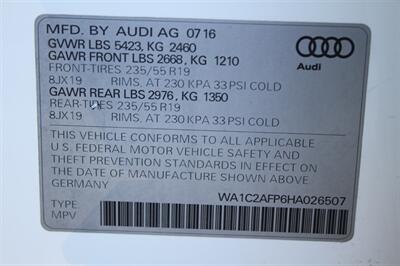 MFD. BY AUDI AG 07 16
GVWR LBS 5423, KG 2460
GAWR FRONT LBS 2668, KG 1210
FRONT-TIRES 235/55 R19
8JX19 RIMS, AT 230 KPA 33 PSI COLD
GAWR REAR LBS 2976, KG 1350
REAR-TIRES 235/55 R19
8JX19 RIMS, AT 230 KPA 33 PSI COLD
Audi
THIS VEHICLE CONFORMS TO ALL APPLICABLE
U.S. FEDERAL MOTOR VEHICLE SAFETY AND
THEFT PREVENTION STANDARDS IN EFFECT ON
THE DATE OF MANUFACTURE SHOWN ABOVE
GERMANY
WA1C2AFP6HA026507
TYPE:
MPV